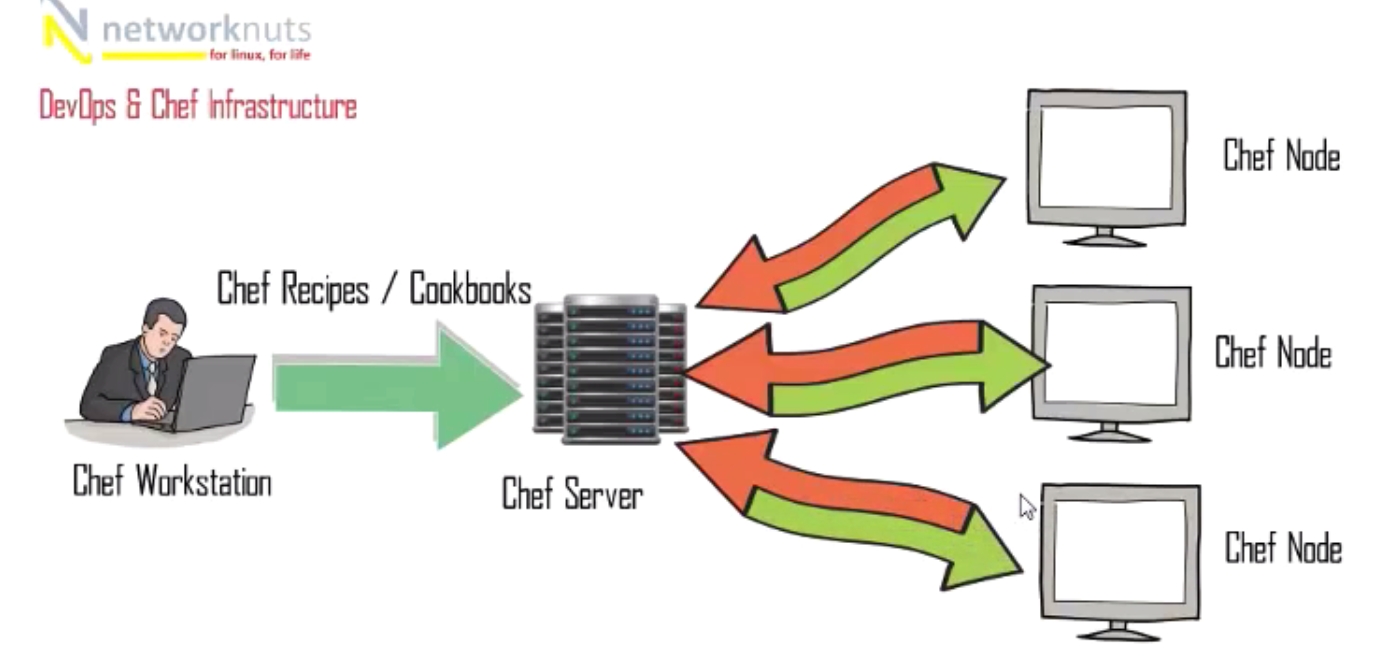 networknuts
for linux, for life
DevOps & Chef Infrastructure
Chef Node
Chef Recipes / Cookbooks
Chef Node
Chef Workstation
Chef Server
Chef Node